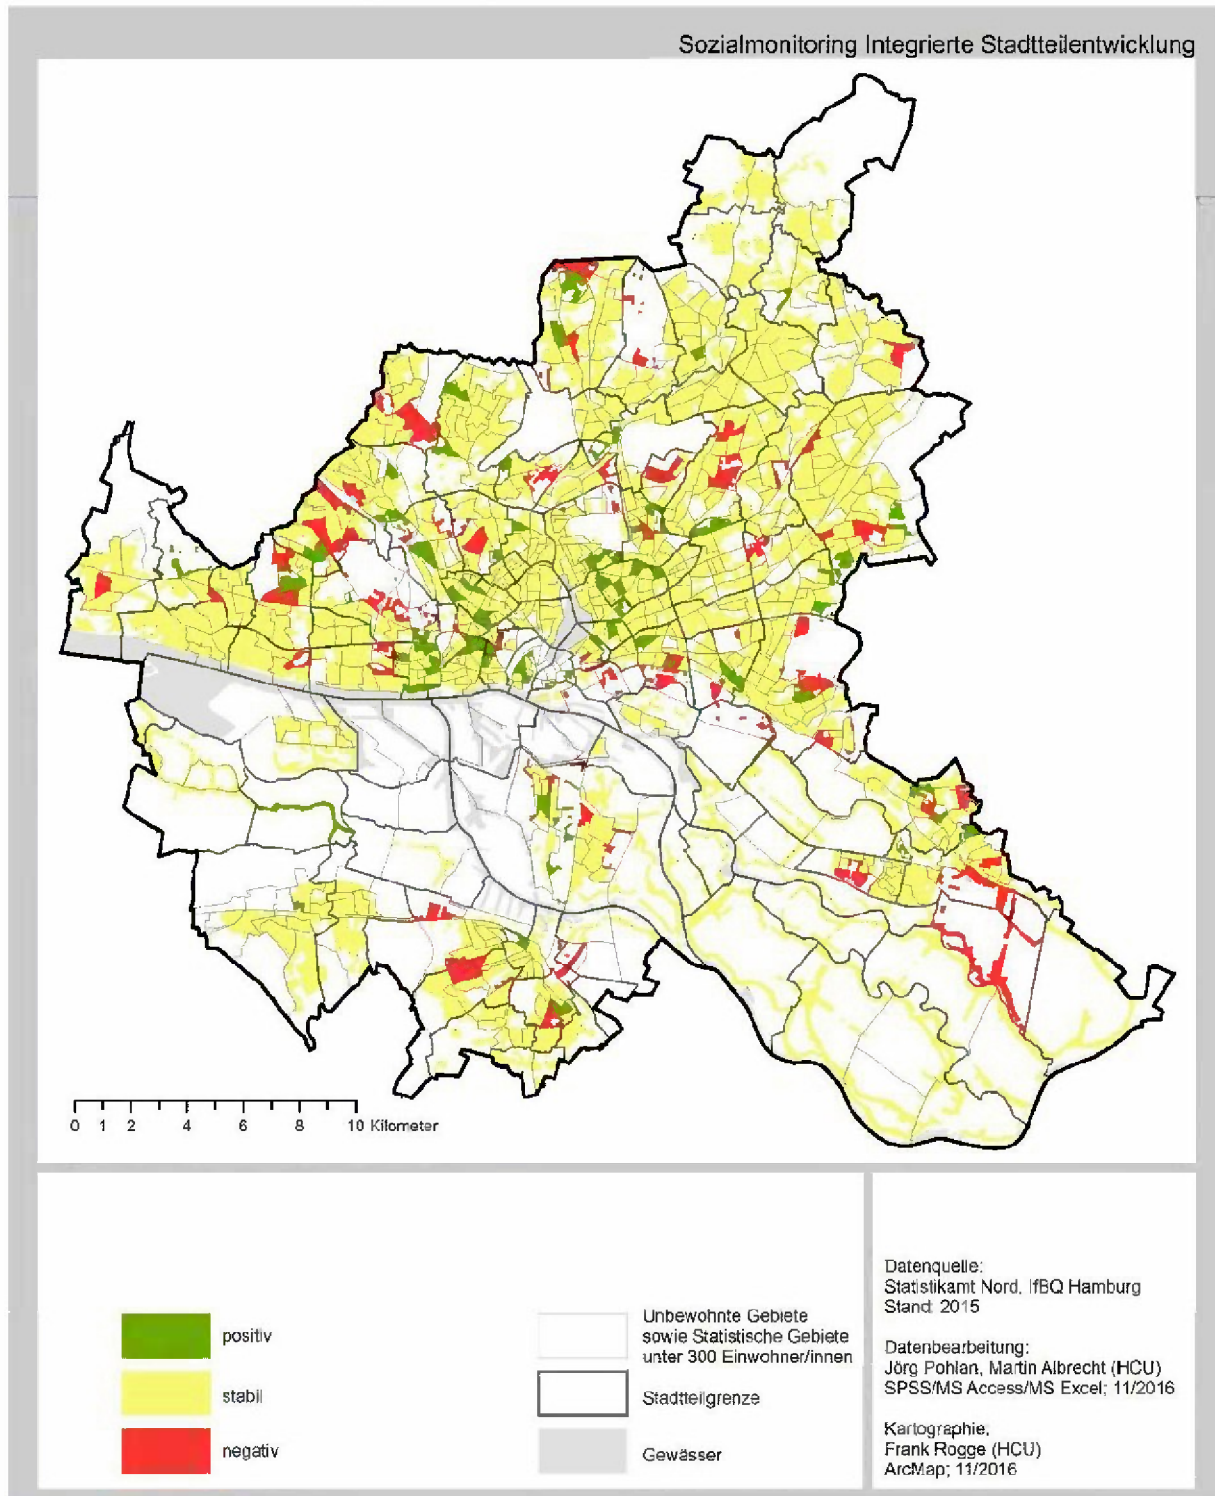 Sozialmonitoring Integrierte Stadtteilentwicklung
0 1 2 4 6 8 10 Kilometer
positiv
stabil
negativ
Unbewohnte Gebiete
sowie Statistische Gebiete
unter 300 Einwohner/innen
Stadtteilgrenze
Gewässer
Datenquelle:
Statistikamt Nord, IfBQ Hamburg
Stand: 2015
Datenbearbeitung:
Jörg Pohlan, Martin Albrecht (HCU)
SPSS/MS Access/MS Excel; 11/2016
Kartographie;
Frank Rogge (HCU)
ArcMap; 11/2016